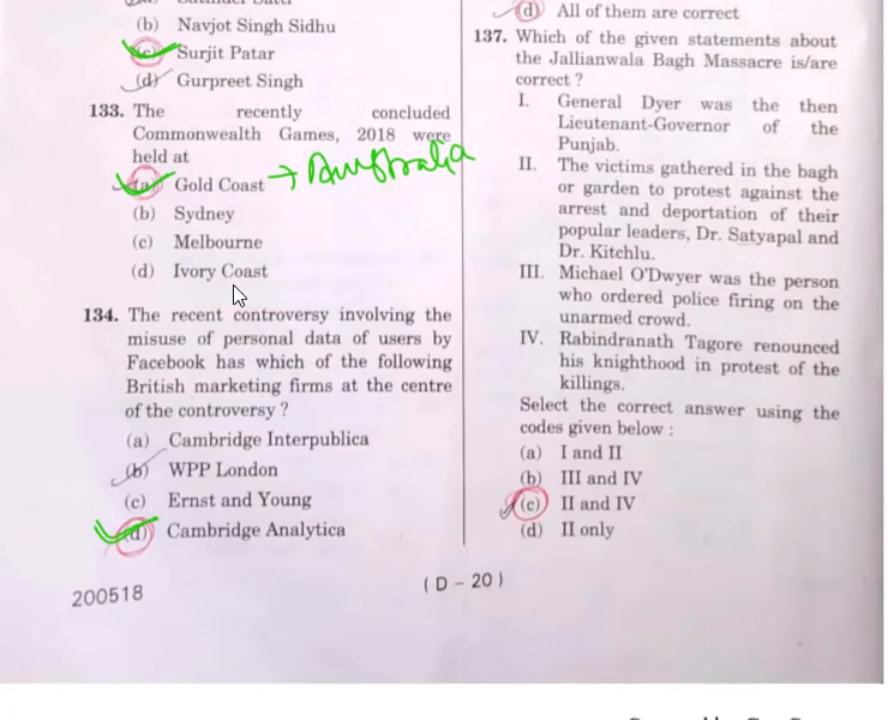 (b) Navjot Singh Sidhu
(c) Surjit Patar
(d) Gurpreet Singh
133. The recently concluded
Commonwealth Games, 2018 were
held at
(a) Gold Coast → Australia
(b) Sydney
(c) Melbourne
(d) Ivory Coast
134. The recent controversy involving the
misuse of personal data of users by
Facebook has which of the following
British marketing firms at the centre
of the controversy ?
(a) Cambridge Interpublica
(b) WPP London
(c) Ernst and Young
(d) Cambridge Analytica
200518
(d) All of them are correct
137. Which of the given statements about
the Jallianwala Bagh Massacre is/are
correct ?
I. General Dyer was the then
Lieutenant-Governor of the
Punjab.
II. The victims gathered in the bagh
or garden to protest against the
arrest and deportation of their
popular leaders, Dr. Satyapal and
Dr. Kitchlu.
III. Michael O'Dwyer was the person
who ordered police firing on the
unarmed crowd.
IV. Rabindranath Tagore renounced
his knighthood in protest of the
killings.
Select the correct answer using the
codes given below :
(a) I and II
(b) III and IV
(c) II and IV
(d) II only
( D – 20 )